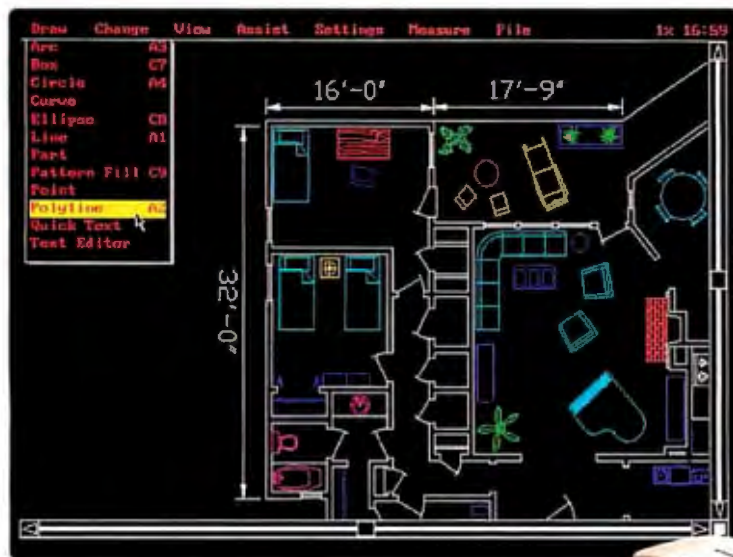 Draw Change View Assist Settings Measure File 1x 16:59
Arc A3
Box C7
Circle A4
Curve
Ellipse C8
Line A1
Part
Pattern Fill C9
Point
Polyline A2
Quick Text
Text Editor
16'-0"
17'-9"
32'-0"